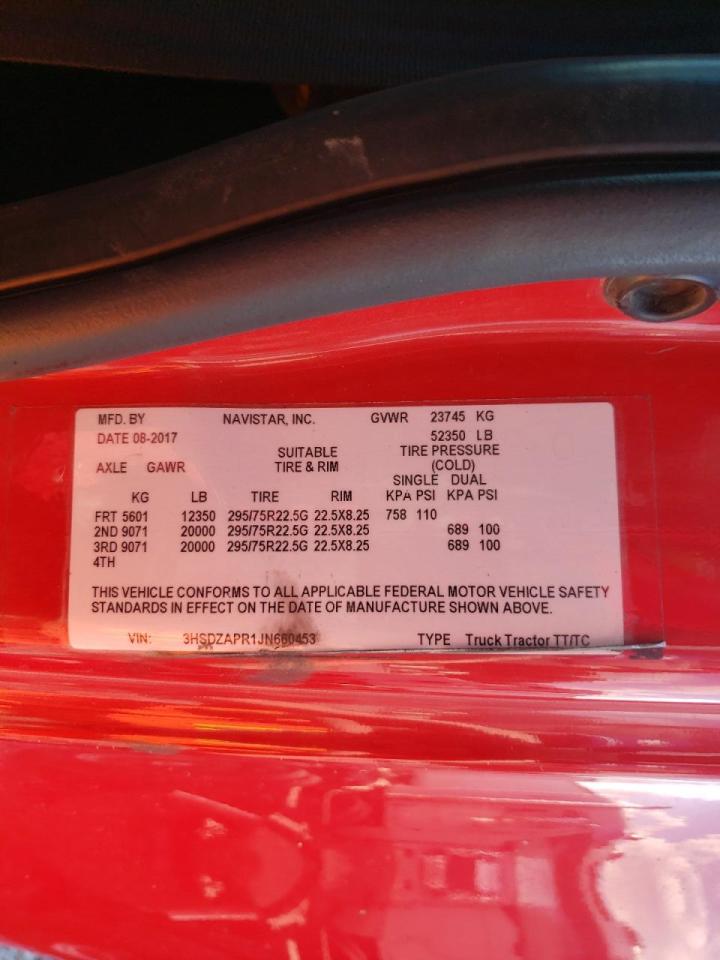 MFD. BY NAVISTAR, INC. GVWR 23745 KG
DATE 08-2017 52350 LB
SUITABLE TIRE PRESSURE
AXLE GAWR TIRE & RIM (COLD)
SINGLE DUAL
KG LB TIRE RIM KPA PSI KPA PSI
FRT 5601 12350 295/75R22.5G 22.5X8.25 758 110
2ND 9071 20000 295/75R22.5G 22.5X8.25 689 100
3RD 9071 20000 295/75R22.5G 22.5X8.25 689 100
4TH
THIS VEHICLE CONFORMS TO ALL APPLICABLE FEDERAL MOTOR VEHICLE SAFETY
STANDARDS IN EFFECT ON THE DATE OF MANUFACTURE SHOWN ABOVE.
VIN: 3HSDZAPR1JN660453 TYPE Truck Tractor TT/TC